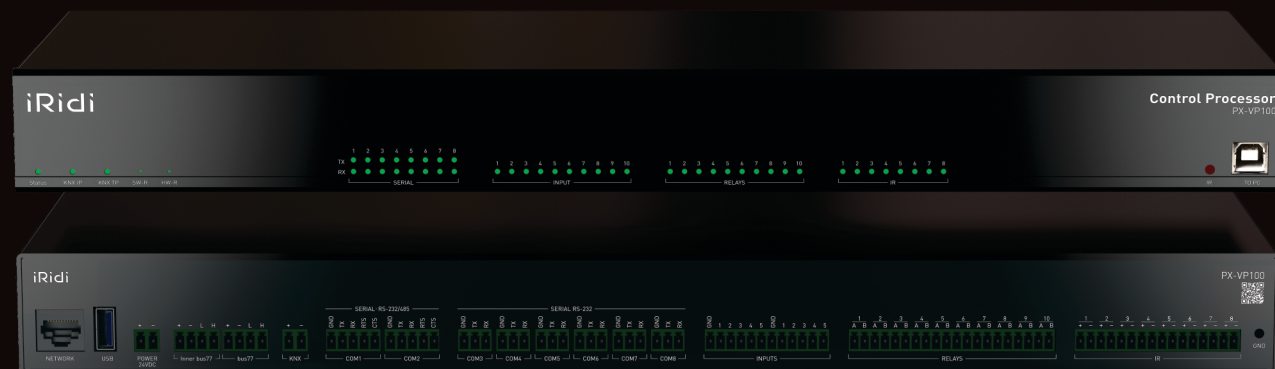 iRidi
Control Processor
PX-VP100
1 2 3 4 5 6 7 8
TX
RX
1 2 3 4 5 6 7 8 9 10
1 2 3 4 5 6 7 8 9 10
1 2 3 4 5 6 7 8
Status KNX IP KNX TP SW-R HW-R
SERIAL INPUT RELAYS IR
IR TO PC
iRidi
PX-VP100
SERIAL RS-232/485 SERIAL RS-232
+ - + - L H + - L H + -
GND TX RX RTS CTS GND TX RX RTS CTS
GND TX RX GND TX RX GND TX RX GND TX RX GND TX RX GND TX RX
GND 1 2 3 4 5 GND 1 2 3 4 5
1 2 3 4 5 6 7 8 9 10
A B A B A B A B A B A B A B A B A B A B
1 2 3 4 5 6 7 8
+ - + - + - + - + - + - + - + -
GND
NETWORK USB POWER Inner bus77 bus77 KNX COM1 COM2 COM3 COM4 COM5 COM6 COM7 COM8 INPUTS RELAYS IR
24VDC